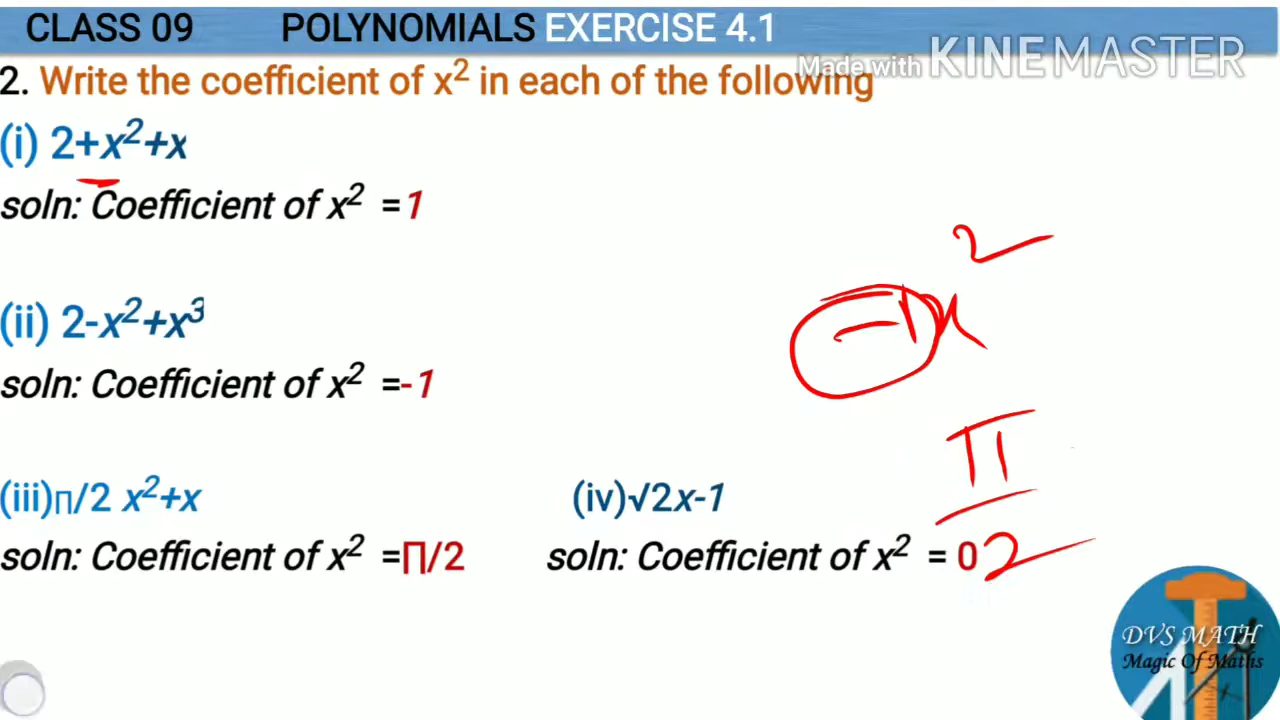 CLASS 09 POLYNOMIALS EXERCISE 4.1
Made with KINEMASTER
2. Write the coefficient of x² in each of the following
(i) 2+x²+x
soln: Coefficient of x² =1
(ii) 2-x²+x³
soln: Coefficient of x² =-1
-1x²
(iii)∏/2 x²+x (iv)√2x-1
soln: Coefficient of x² =∏/2 soln: Coefficient of x² = 0
π
2
DVS MATH
Magic Of Maths